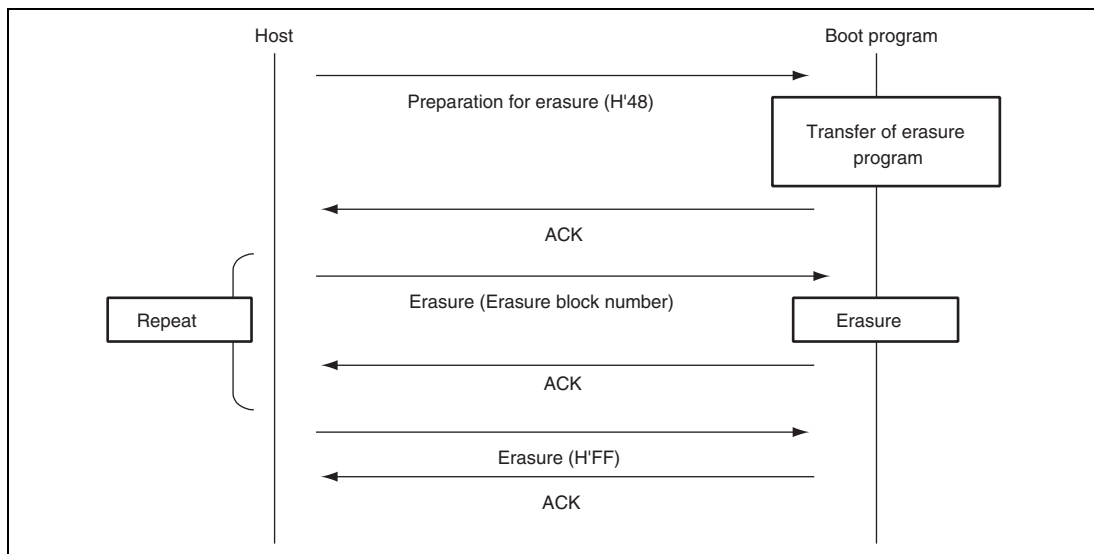 Host
Boot program
Preparation for erasure (H'48)
Transfer of erasure
program
ACK
Erasure (Erasure block number)
Repeat
Erasure
ACK
Erasure (H'FF)
ACK